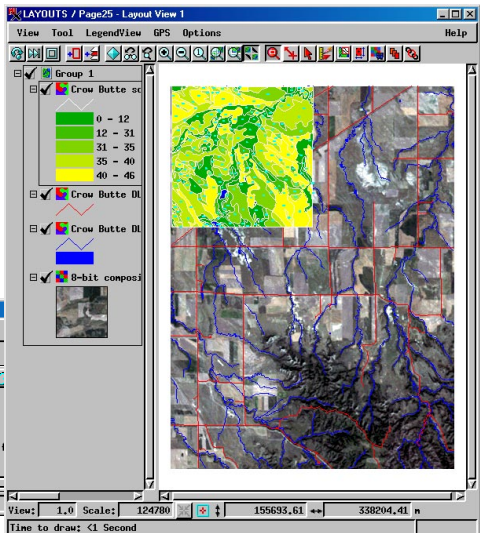 LAYOUTS / Page25 - Layout View 1
View Tool LegendView GPS Options Help
Group 1
Crow Butte so
0 - 12
12 - 31
31 - 35
35 - 40
40 - 46
Crow Butte DL
Crow Butte DL
8-bit composi
View: 1.0 Scale: 124780 155693.61 338204.41 m
Time to draw: <1 Second